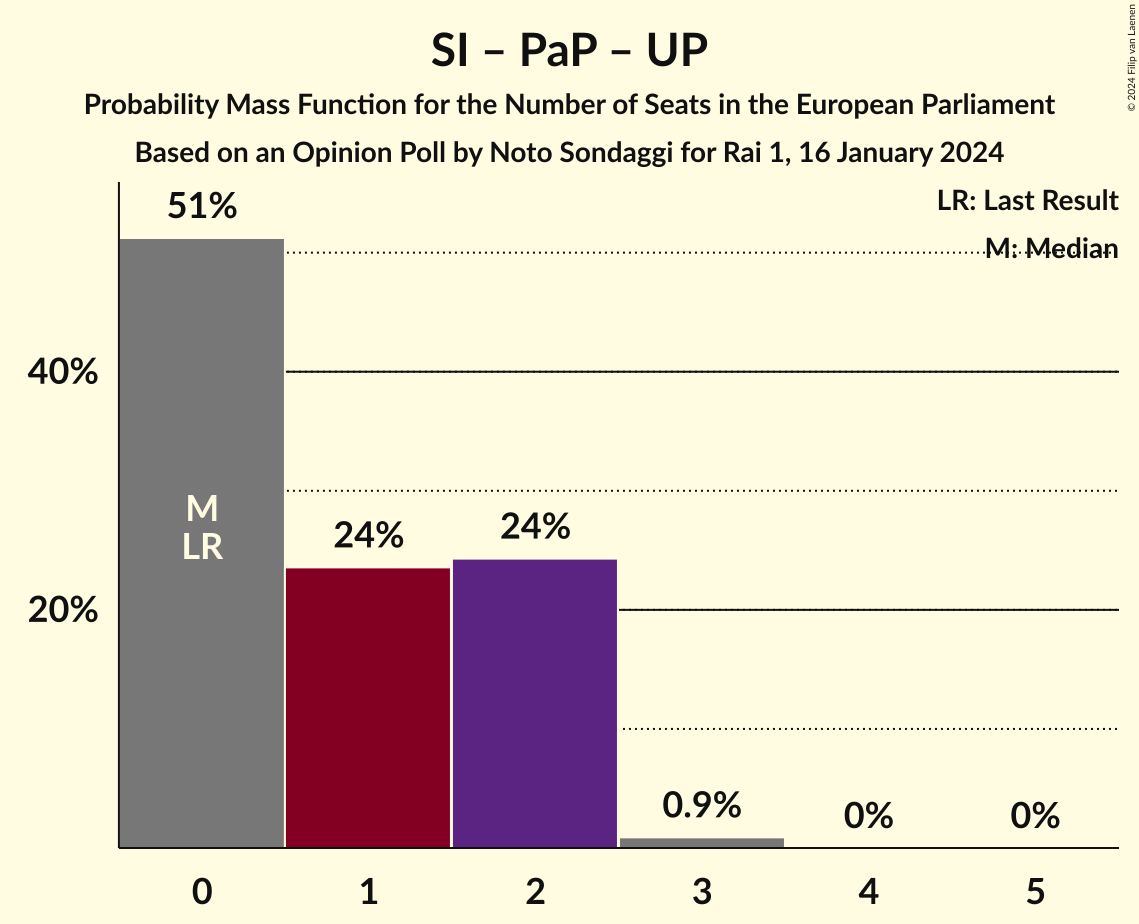 SI – PaP – UP
Probability Mass Function for the Number of Seats in the European Parliament
Based on an Opinion Poll by Noto Sondaggi for Rai 1, 16 January 2024
© 2024 Filip van Laenen
LR: Last Result
M: Median
51%
40%
M
LR
24%
24%
20%
0.9%
0%
0%
0
1
2
3
4
5